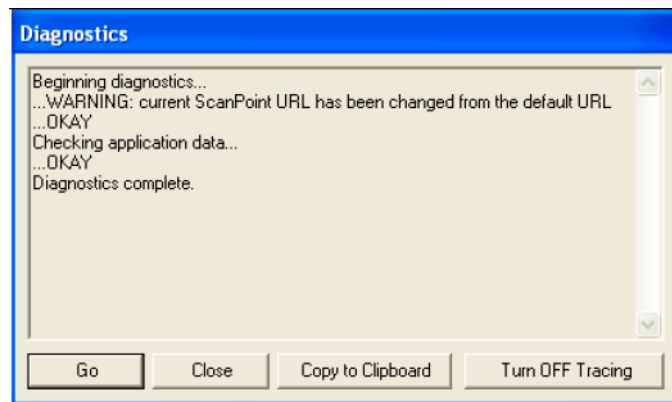 Diagnostics
Beginning diagnostics...
...WARNING: current ScanPoint URL has been changed from the default URL
...OKAY
Checking application data...
...OKAY
Diagnostics complete.
Go
Close
Copy to Clipboard
Turn OFF Tracing